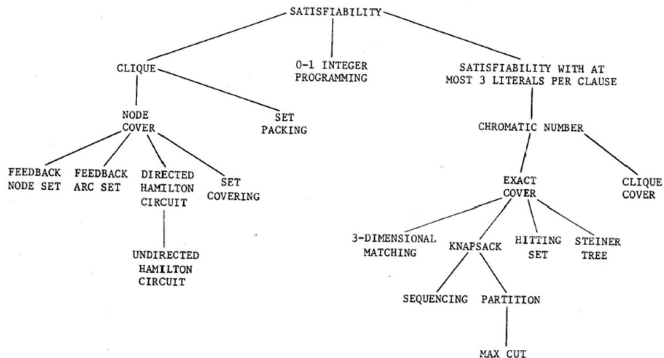 SATISFIABILITY
CLIQUE
0-1 INTEGER
PROGRAMMING
SATISFIABILITY WITH AT
MOST 3 LITERALS PER CLAUSE
NODE
COVER
SET
PACKING
CHROMATIC NUMBER
FEEDBACK
NODE SET
FEEDBACK
ARC SET
DIRECTED
HAMILTON
CIRCUIT
SET
COVERING
EXACT
COVER
CLIQUE
COVER
UNDIRECTED
HAMILTON
CIRCUIT
3-DIMENSIONAL
MATCHING
KNAPSACK
HITTING
SET
STEINER
TREE
SEQUENCING
PARTITION
MAX CUT